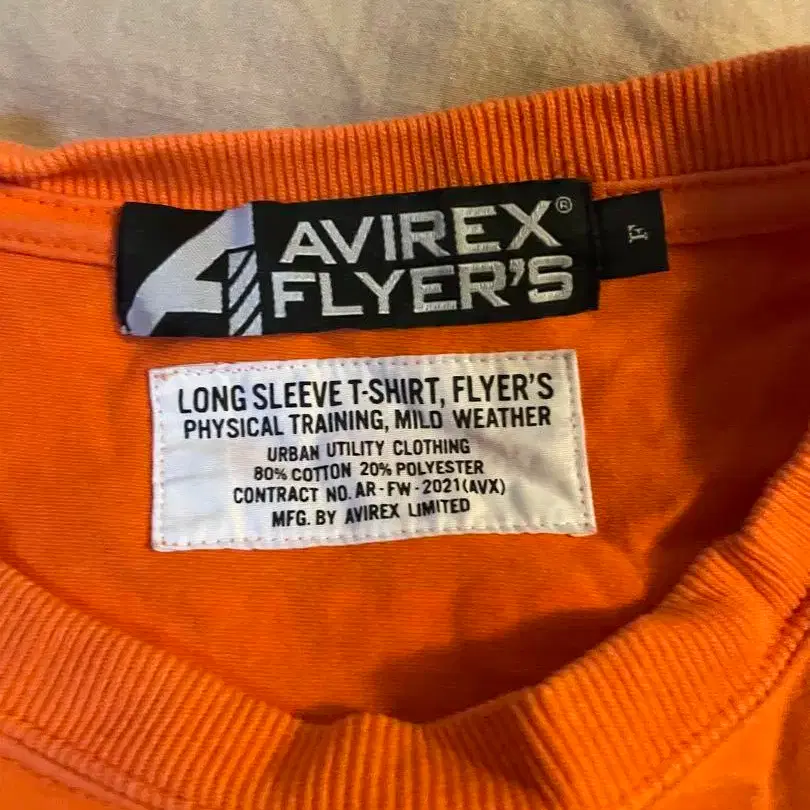 AVIREX®
FLYER'S
LONG SLEEVE T-SHIRT, FLYER'S
PHYSICAL TRAINING, MILD WEATHER
URBAN UTILITY CLOTHING
80% COTTON 20% POLYESTER
CONTRACT NO. AR-FW-2021(AVX)
MFG. BY AVIREX LIMITED